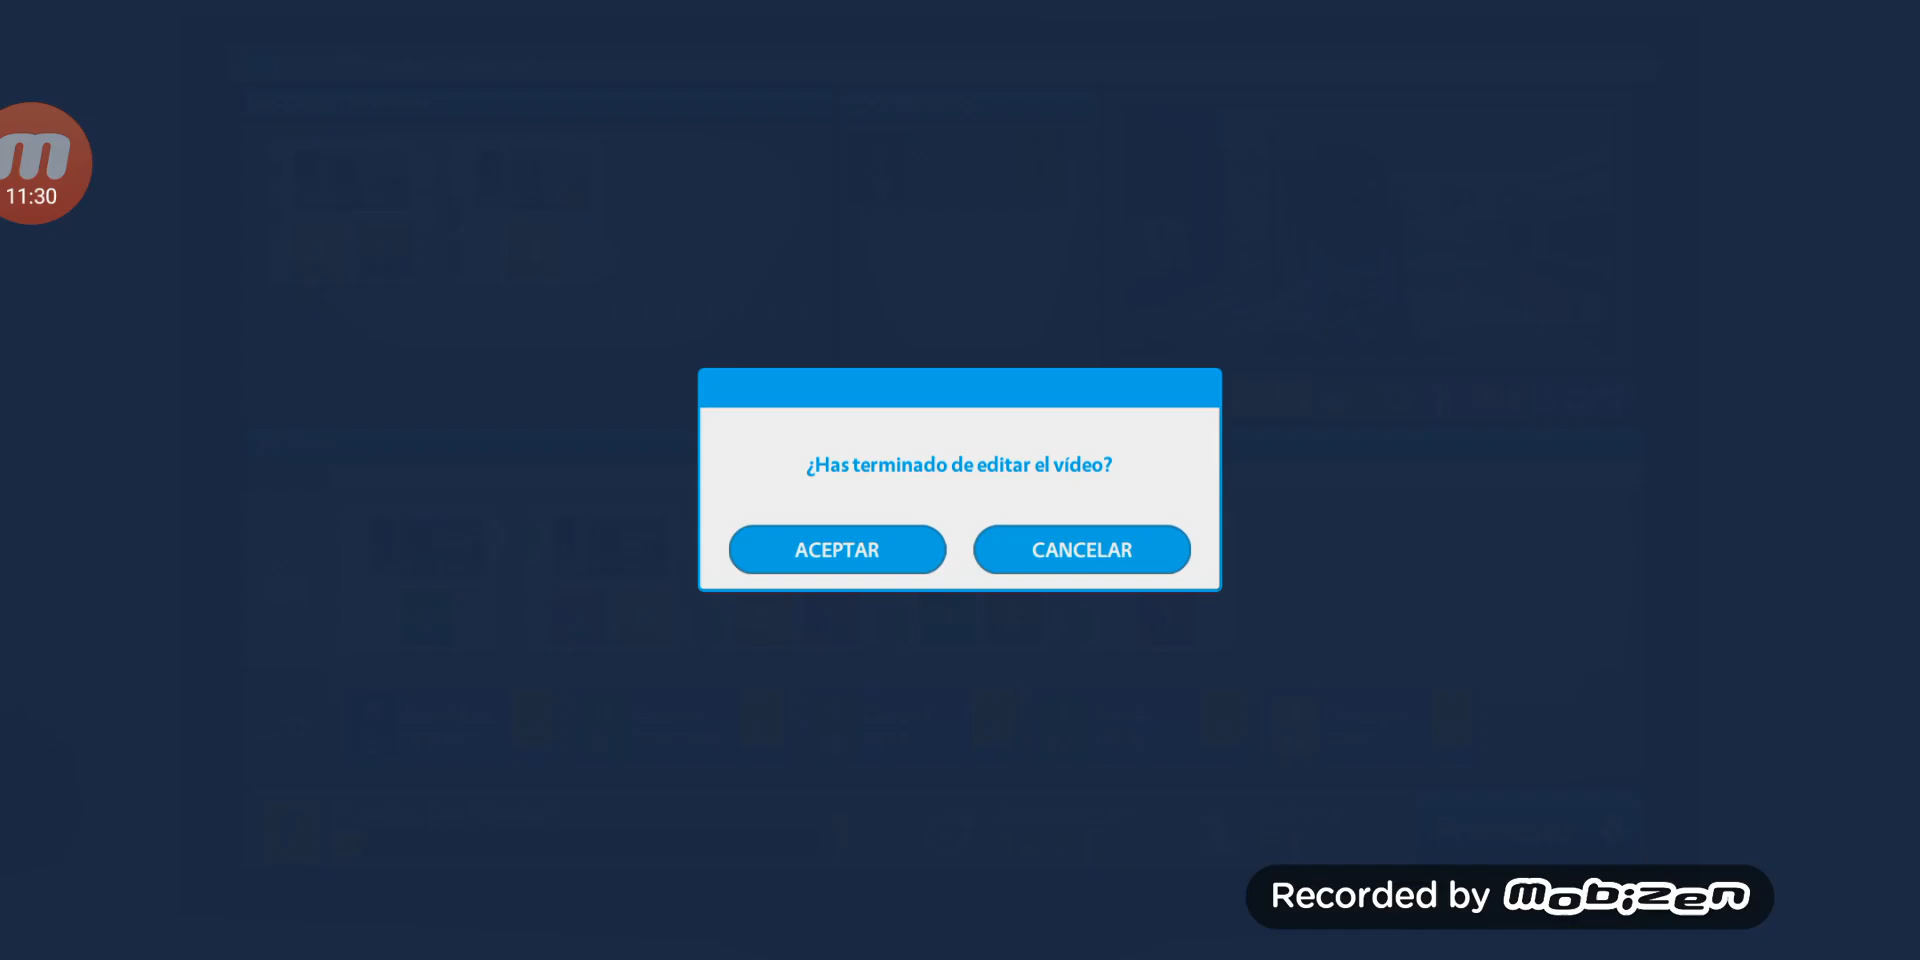 m
11:30
¿Has terminado de editar el vídeo?
ACEPTAR CANCELAR
Recorded by mobizen